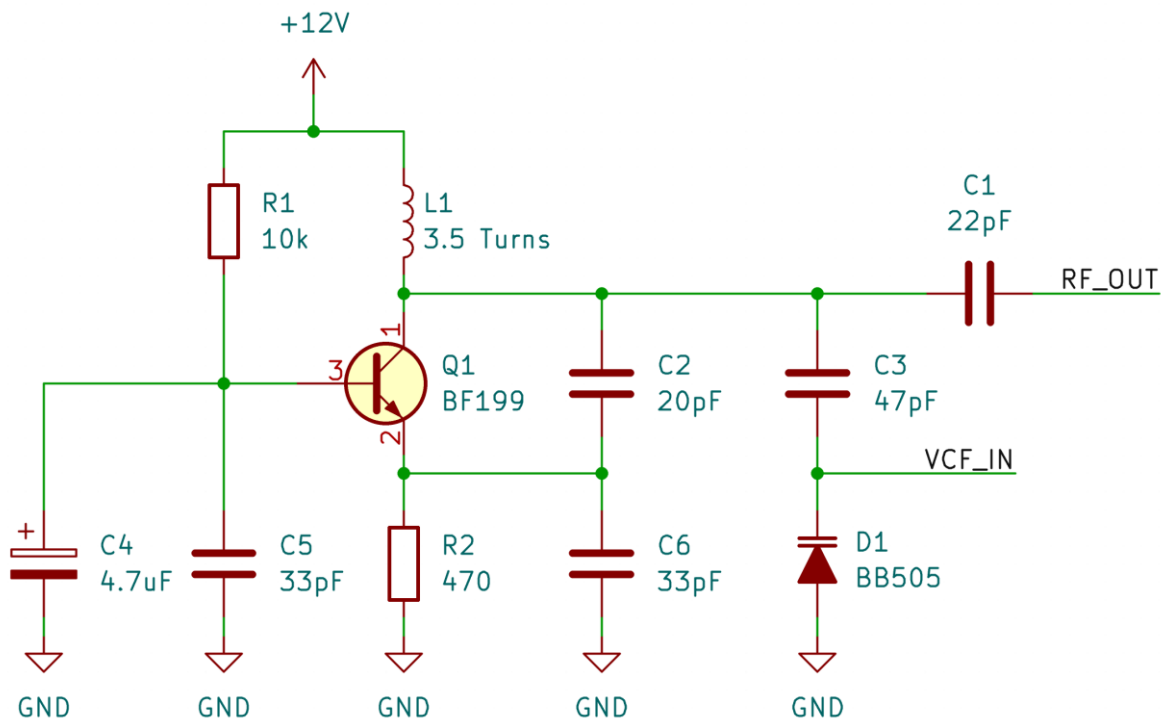 +12V
R1
10k
L1
3.5 Turns
C1
22pF
RF_OUT
1
3
2
Q1
BF199
C2
20pF
C3
47pF
VCF_IN
+
C4
4.7uF
C5
33pF
R2
470
C6
33pF
D1
BB505
GND
GND
GND
GND
GND